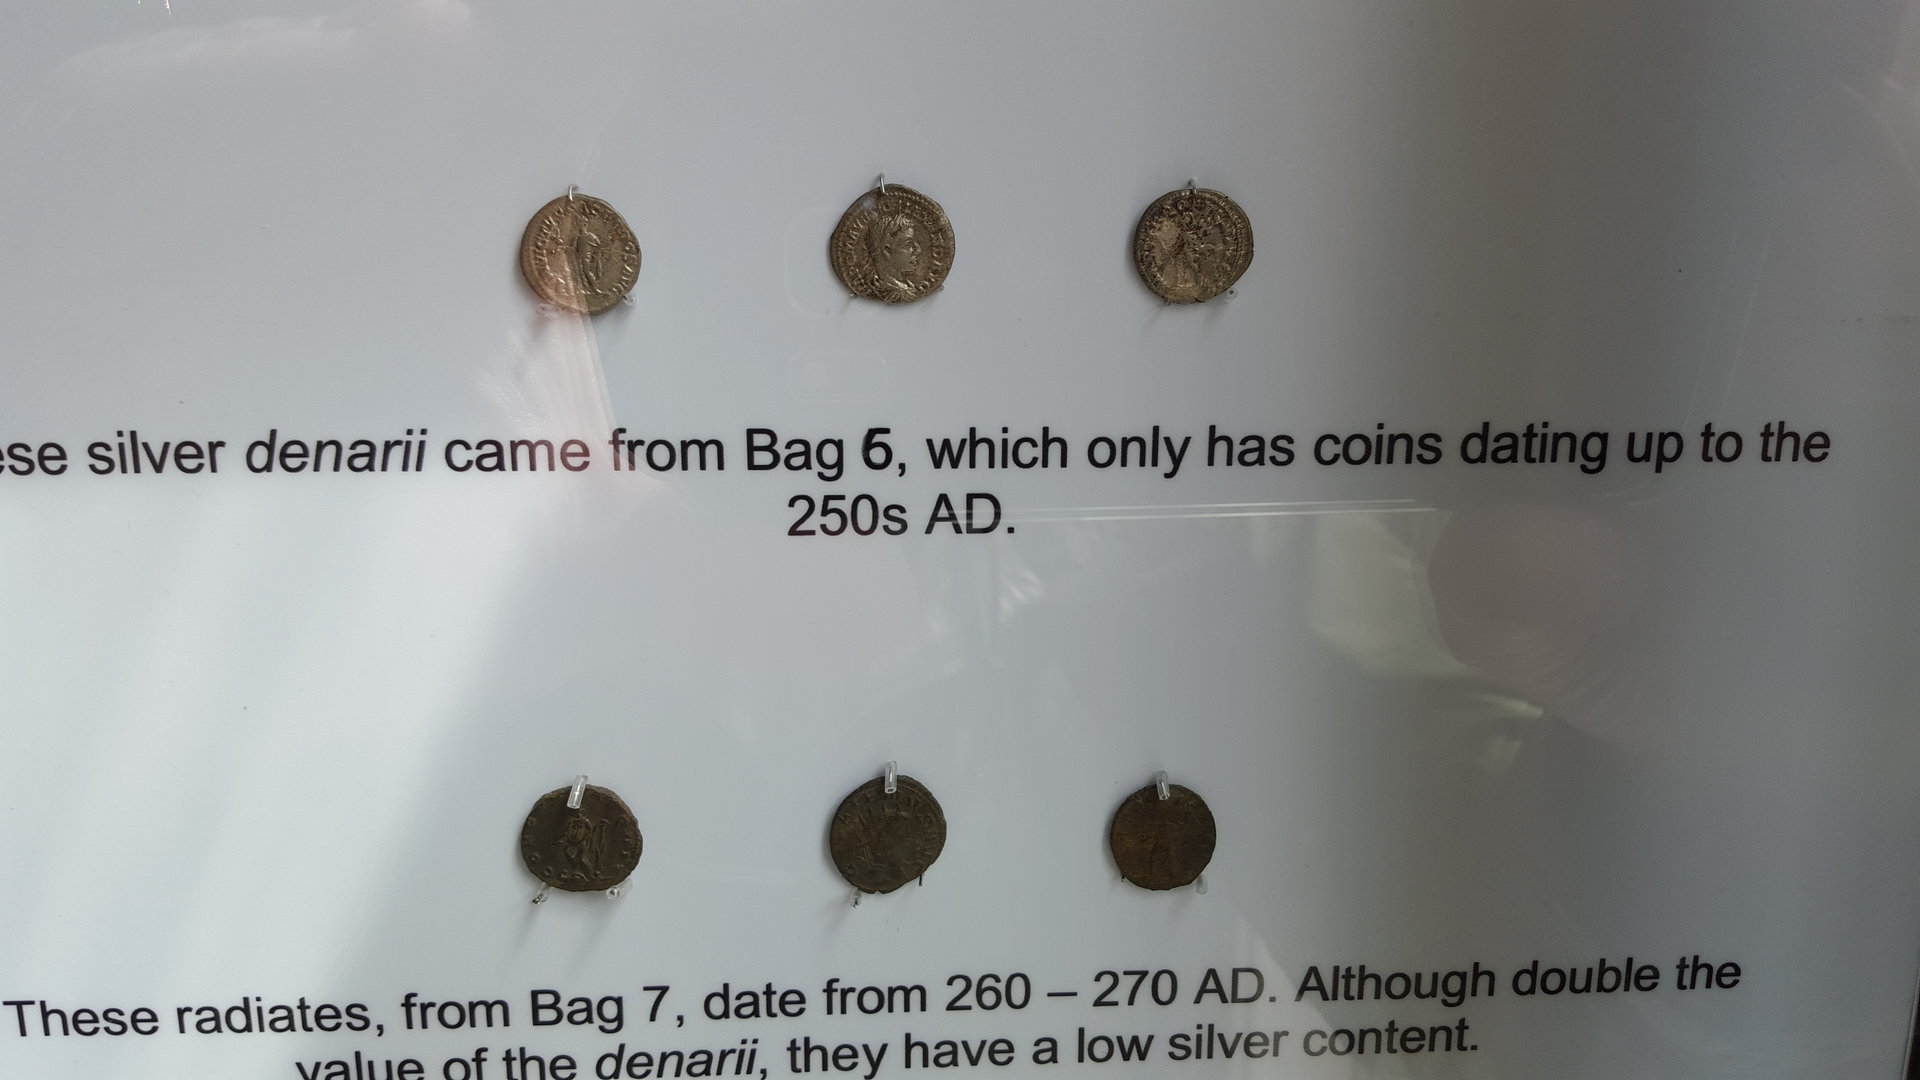 ese silver denarii came from Bag 6, which only has coins dating up to the
250s AD.
These radiates, from Bag 7, date from 260 – 270 AD. Although double the
value of the denarii, they have a low silver content.